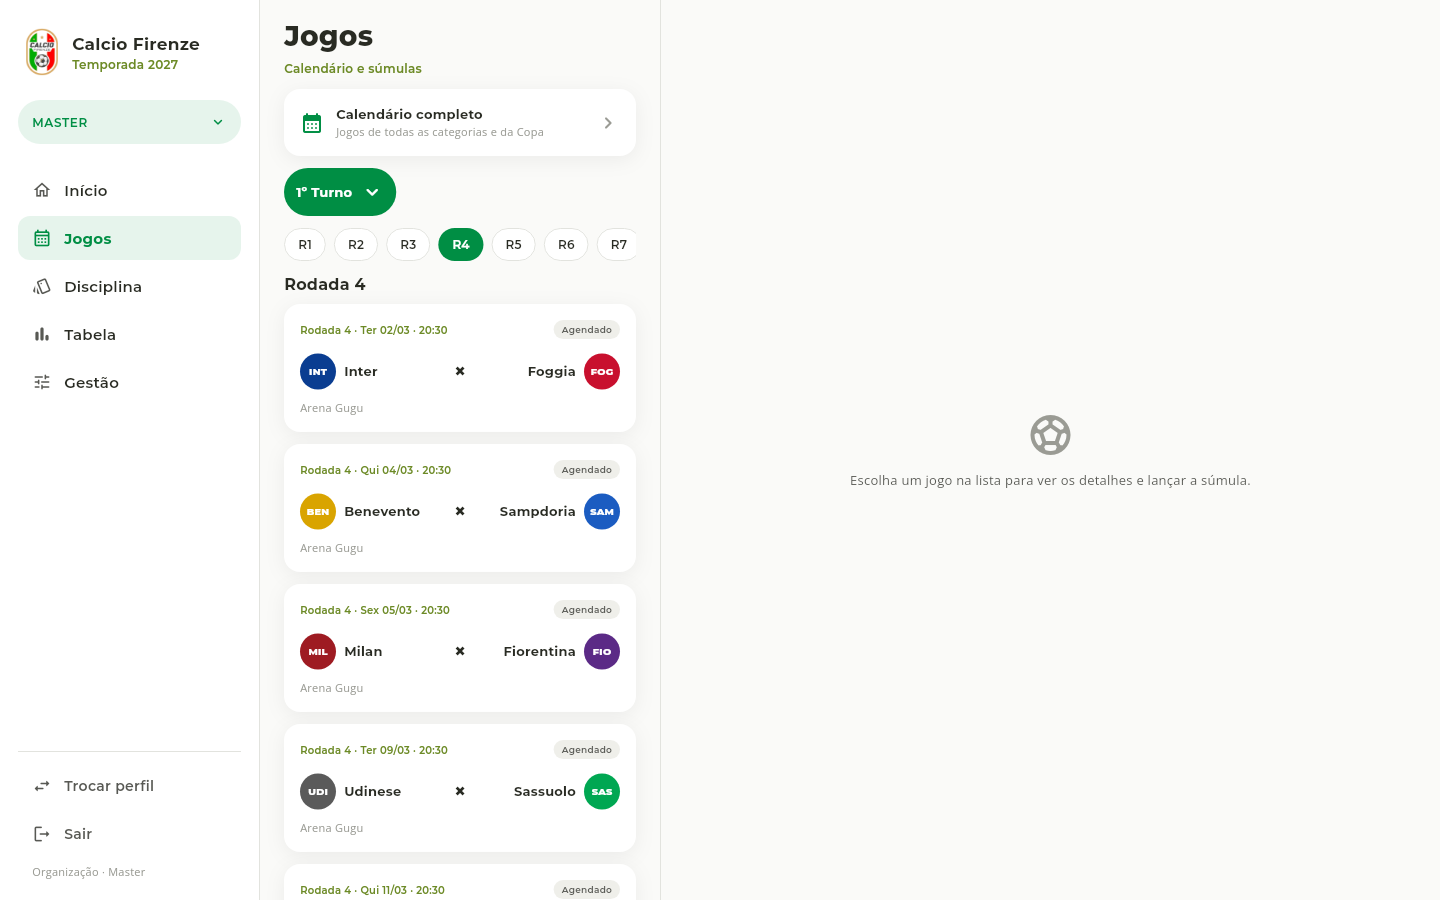 CALCIO
Calcio Firenze
Temporada 2027
MASTER
Início
Jogos
Disciplina
Tabela
Gestão
Trocar perfil
Sair
Organização · Master
Jogos
Calendário e súmulas
Calendário completo
Jogos de todas as categorias e da Copa
1º Turno
R1 R2 R3 R4 R5 R6 R7
Rodada 4
Rodada 4 · Ter 02/03 · 20:30 Agendado
INT Inter ✖ Foggia FOG
Arena Gugu
Rodada 4 · Qui 04/03 · 20:30 Agendado
BEN Benevento ✖ Sampdoria SAM
Arena Gugu
Rodada 4 · Sex 05/03 · 20:30 Agendado
MIL Milan ✖ Fiorentina FIO
Arena Gugu
Rodada 4 · Ter 09/03 · 20:30 Agendado
UDI Udinese ✖ Sassuolo SAS
Arena Gugu
Rodada 4 · Qui 11/03 · 20:30 Agendado
Escolha um jogo na lista para ver os detalhes e lançar a súmula.